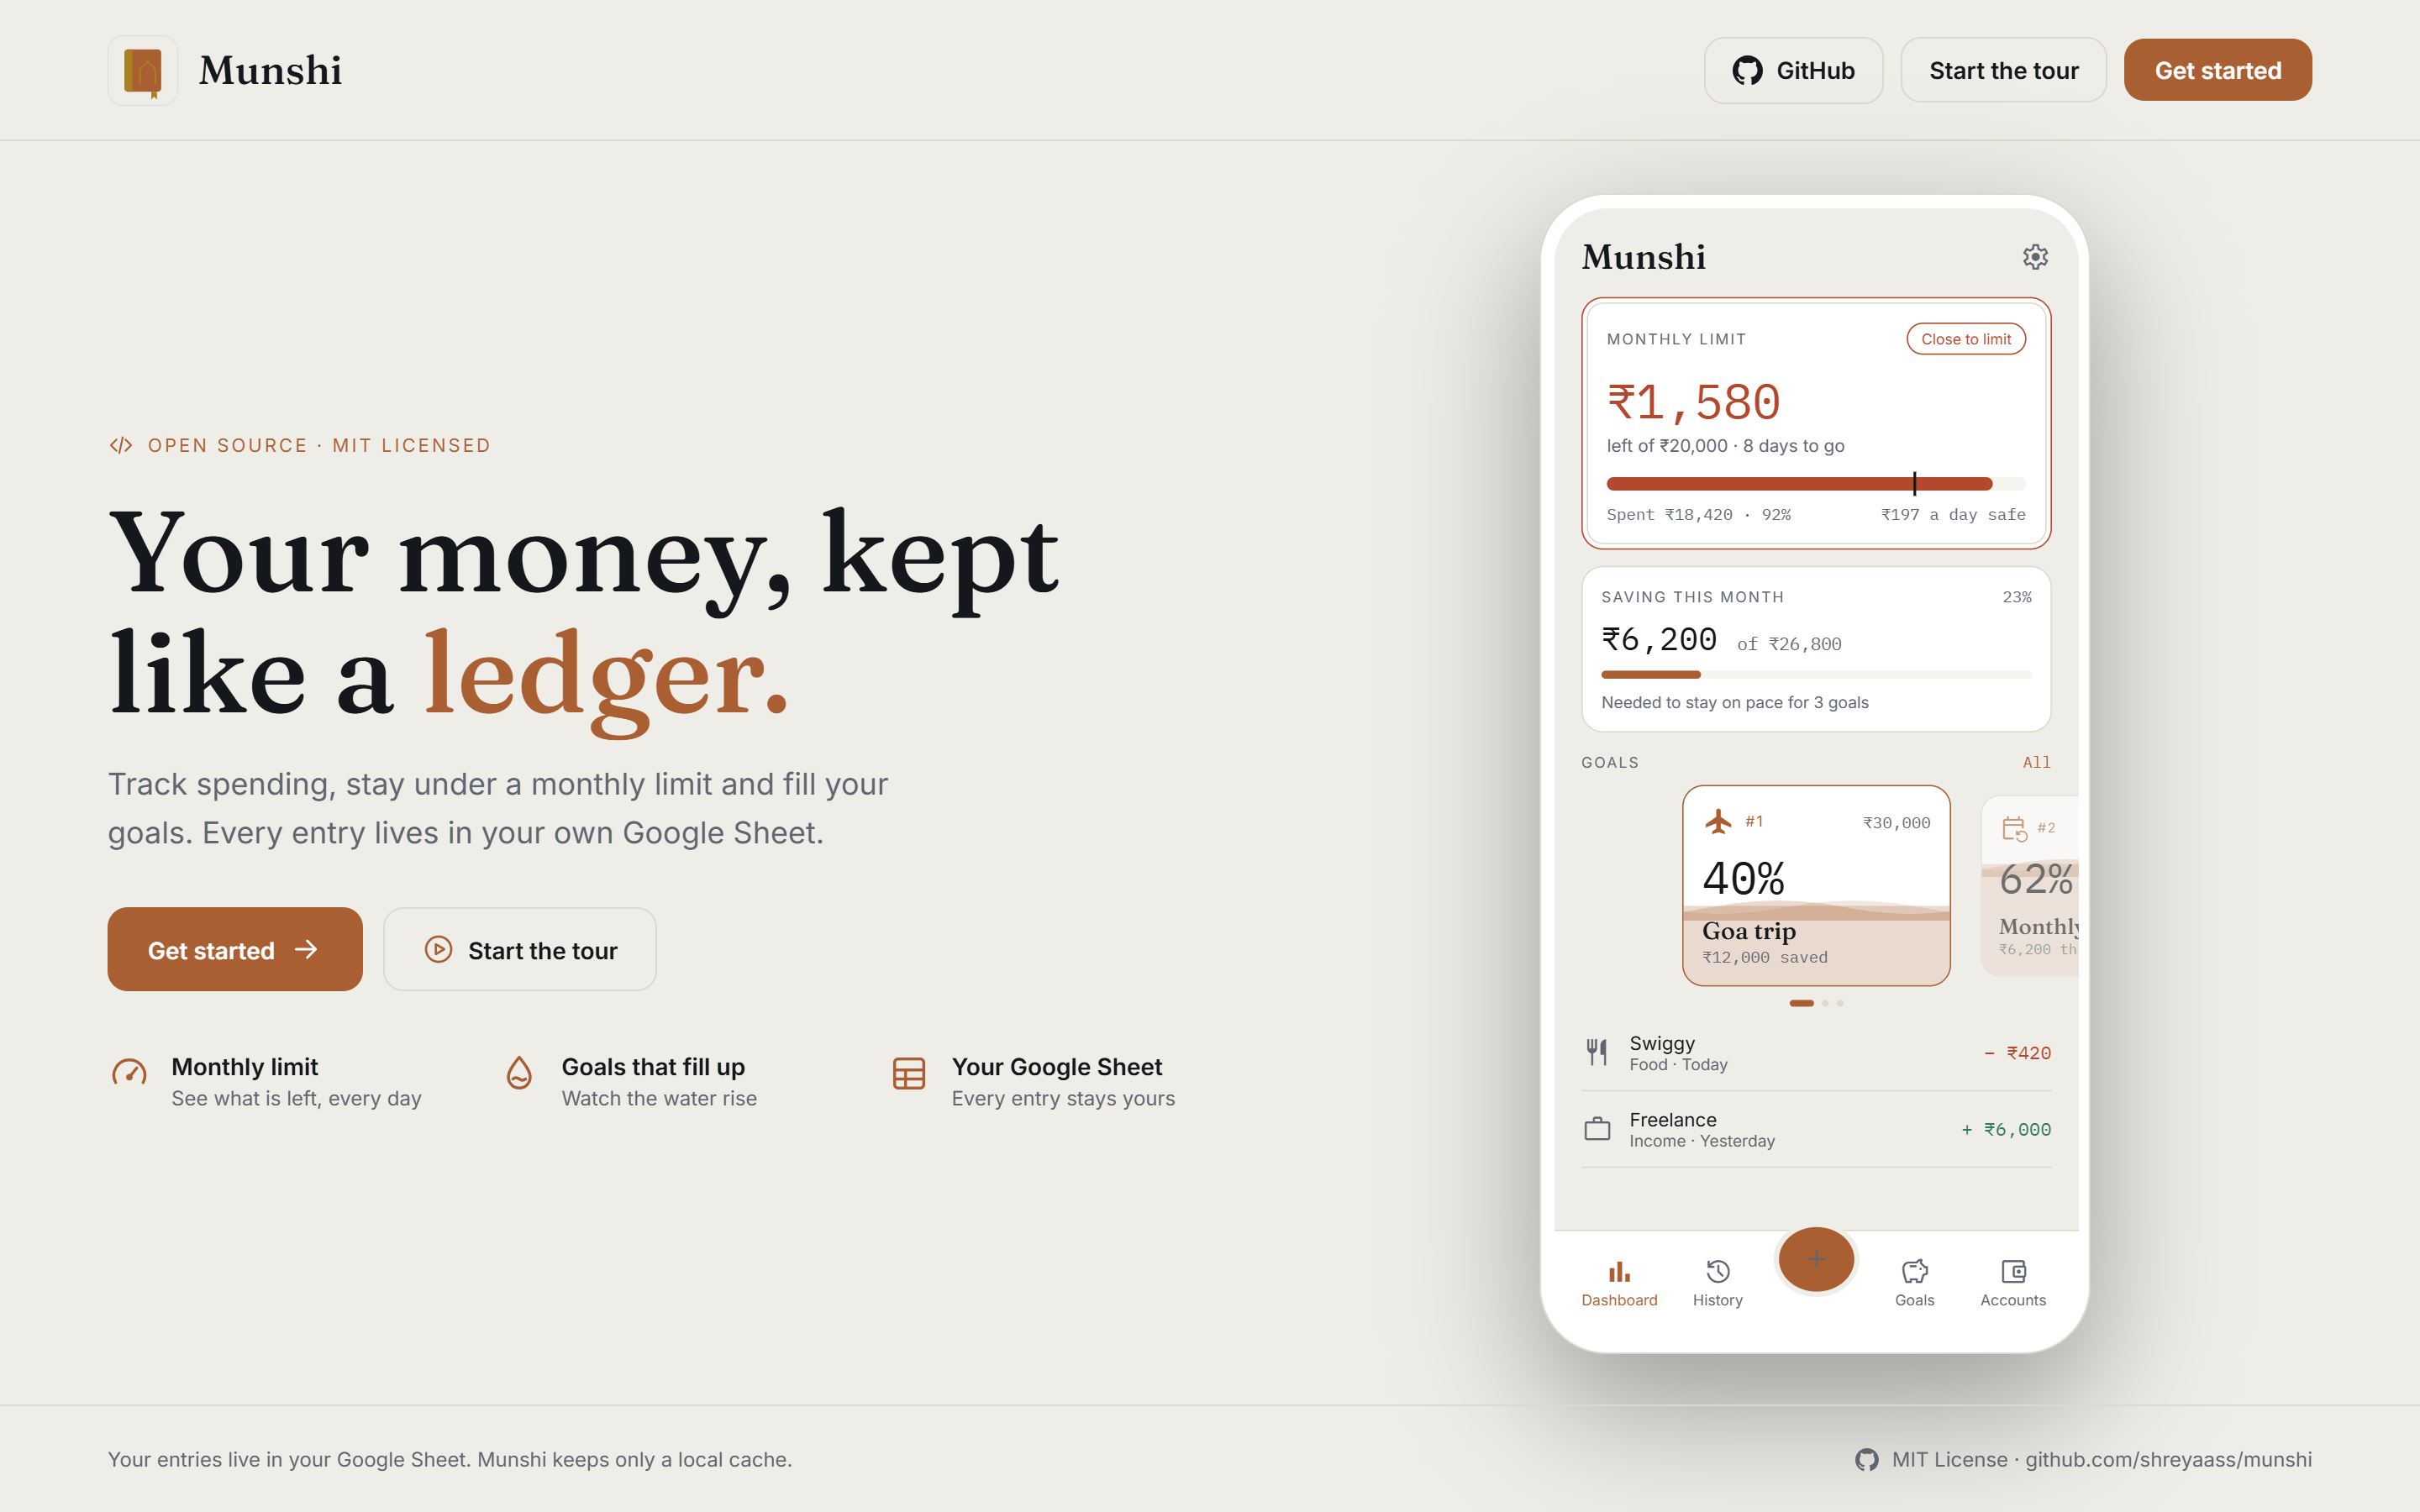 Munshi
GitHub
Start the tour
Get started
OPEN SOURCE · MIT LICENSED
Your money, kept
like a ledger.
Track spending, stay under a monthly limit and fill your
goals. Every entry lives in your own Google Sheet.
Get started
Start the tour
Monthly limit
See what is left, every day
Goals that fill up
Watch the water rise
Your Google Sheet
Every entry stays yours
Munshi
MONTHLY LIMIT
Close to limit
₹1,580
left of ₹20,000 · 8 days to go
Spent ₹18,420 · 92%
₹197 a day safe
SAVING THIS MONTH
23%
₹6,200 of ₹26,800
Needed to stay on pace for 3 goals
GOALS
All
#1
₹30,000
40%
Goa trip
₹12,000 saved
#2
62%
Monthly
₹6,200 th
Swiggy
Food · Today
− ₹420
Freelance
Income · Yesterday
+ ₹6,000
Dashboard
History
+
Goals
Accounts
Your entries live in your Google Sheet. Munshi keeps only a local cache.
MIT License · github.com/shreyaass/munshi